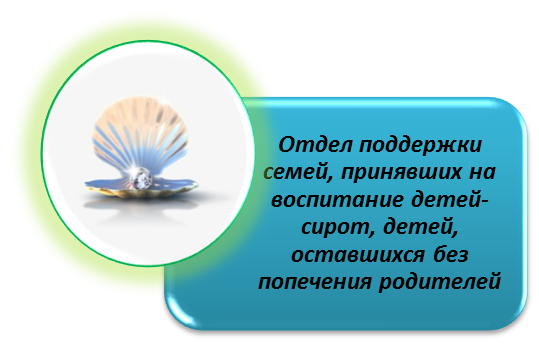 Отдел поддержки
семей, принявших на
воспитание детей-
сирот, детей,
оставшихся без
попечения родителей